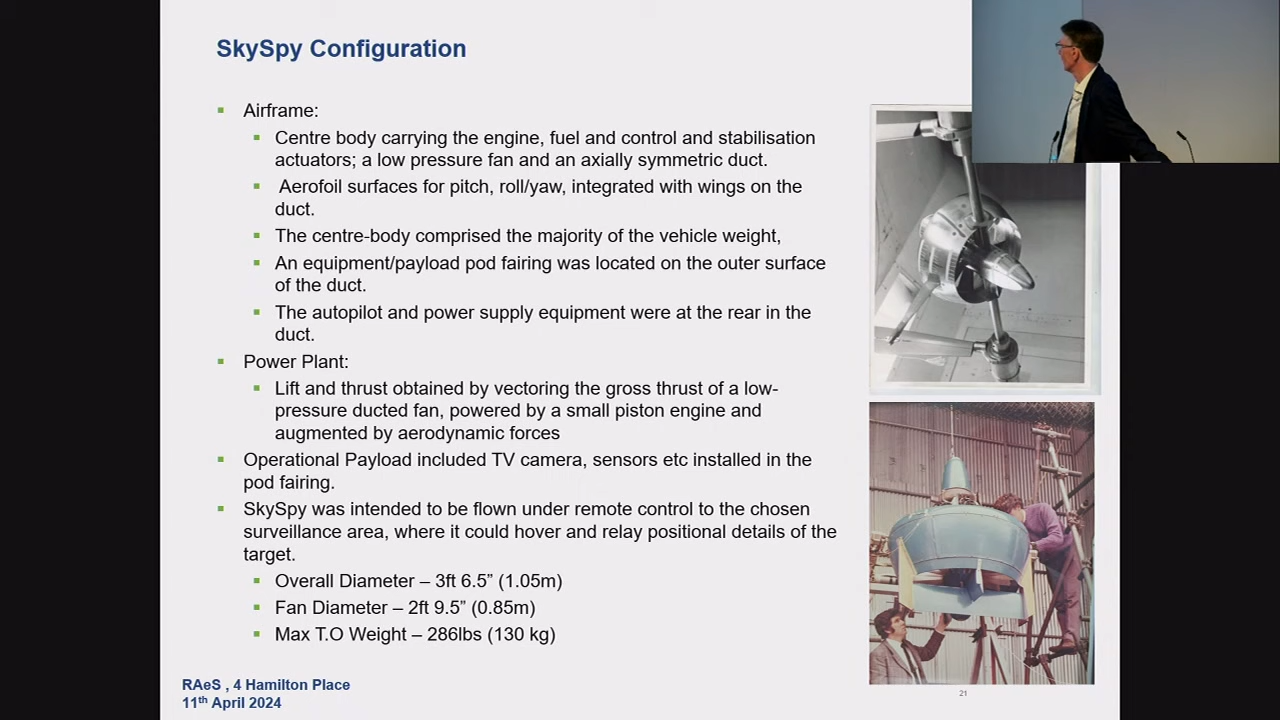 SkySpy Configuration
Airframe:
Centre body carrying the engine, fuel and control and stabilisation
actuators; a low pressure fan and an axially symmetric duct.
Aerofoil surfaces for pitch, roll/yaw, integrated with wings on the
duct.
The centre-body comprised the majority of the vehicle weight,
An equipment/payload pod fairing was located on the outer surface
of the duct.
The autopilot and power supply equipment were at the rear in the
duct.
Power Plant:
Lift and thrust obtained by vectoring the gross thrust of a low-
pressure ducted fan, powered by a small piston engine and
augmented by aerodynamic forces
Operational Payload included TV camera, sensors etc installed in the
pod fairing.
SkySpy was intended to be flown under remote control to the chosen
surveillance area, where it could hover and relay positional details of the
target.
Overall Diameter – 3ft 6.5” (1.05m)
Fan Diameter – 2ft 9.5” (0.85m)
Max T.O Weight – 286lbs (130 kg)
RAeS , 4 Hamilton Place
11th April 2024
21